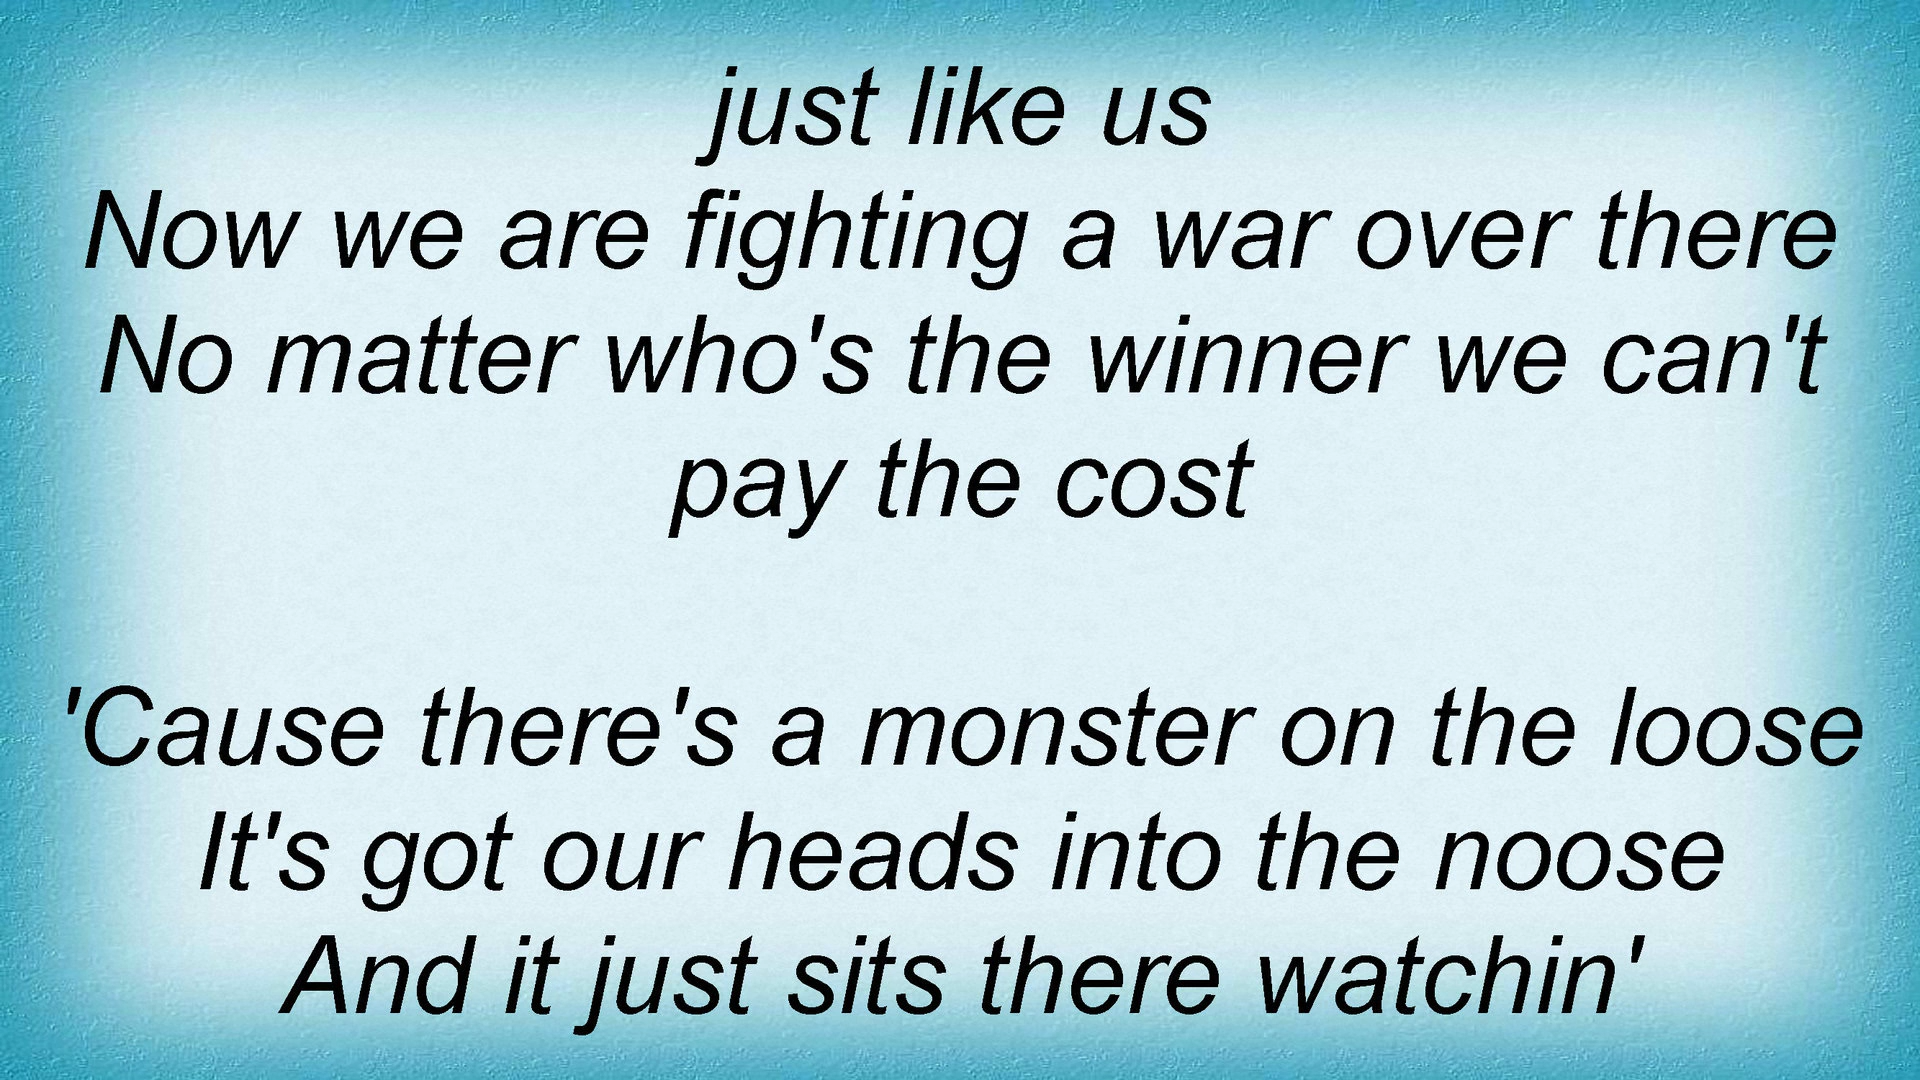 just like us
Now we are fighting a war over there
No matter who's the winner we can't
pay the cost
'Cause there's a monster on the loose
It's got our heads into the noose
And it just sits there watchin'